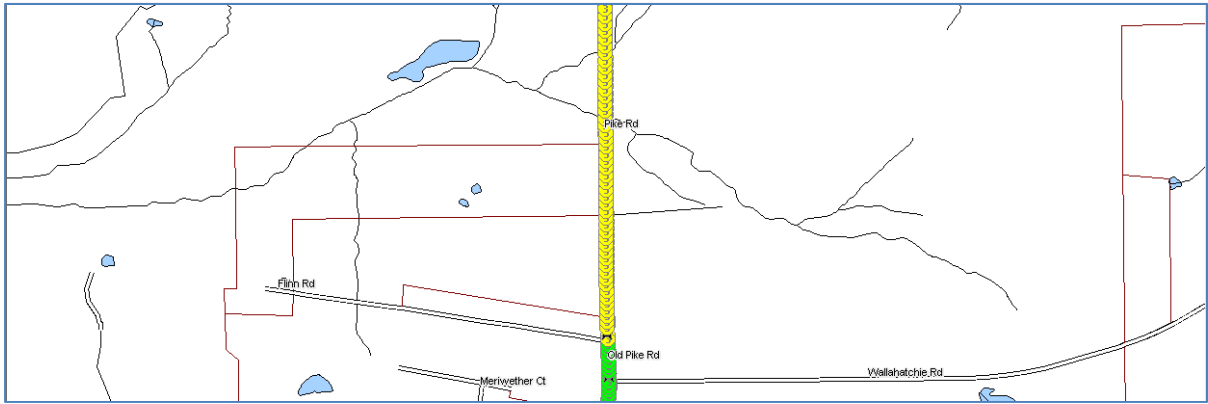 Pike Rd
Flinn Rd
Old Pike Rd
Wallahatchie Rd
Meriwether Ct